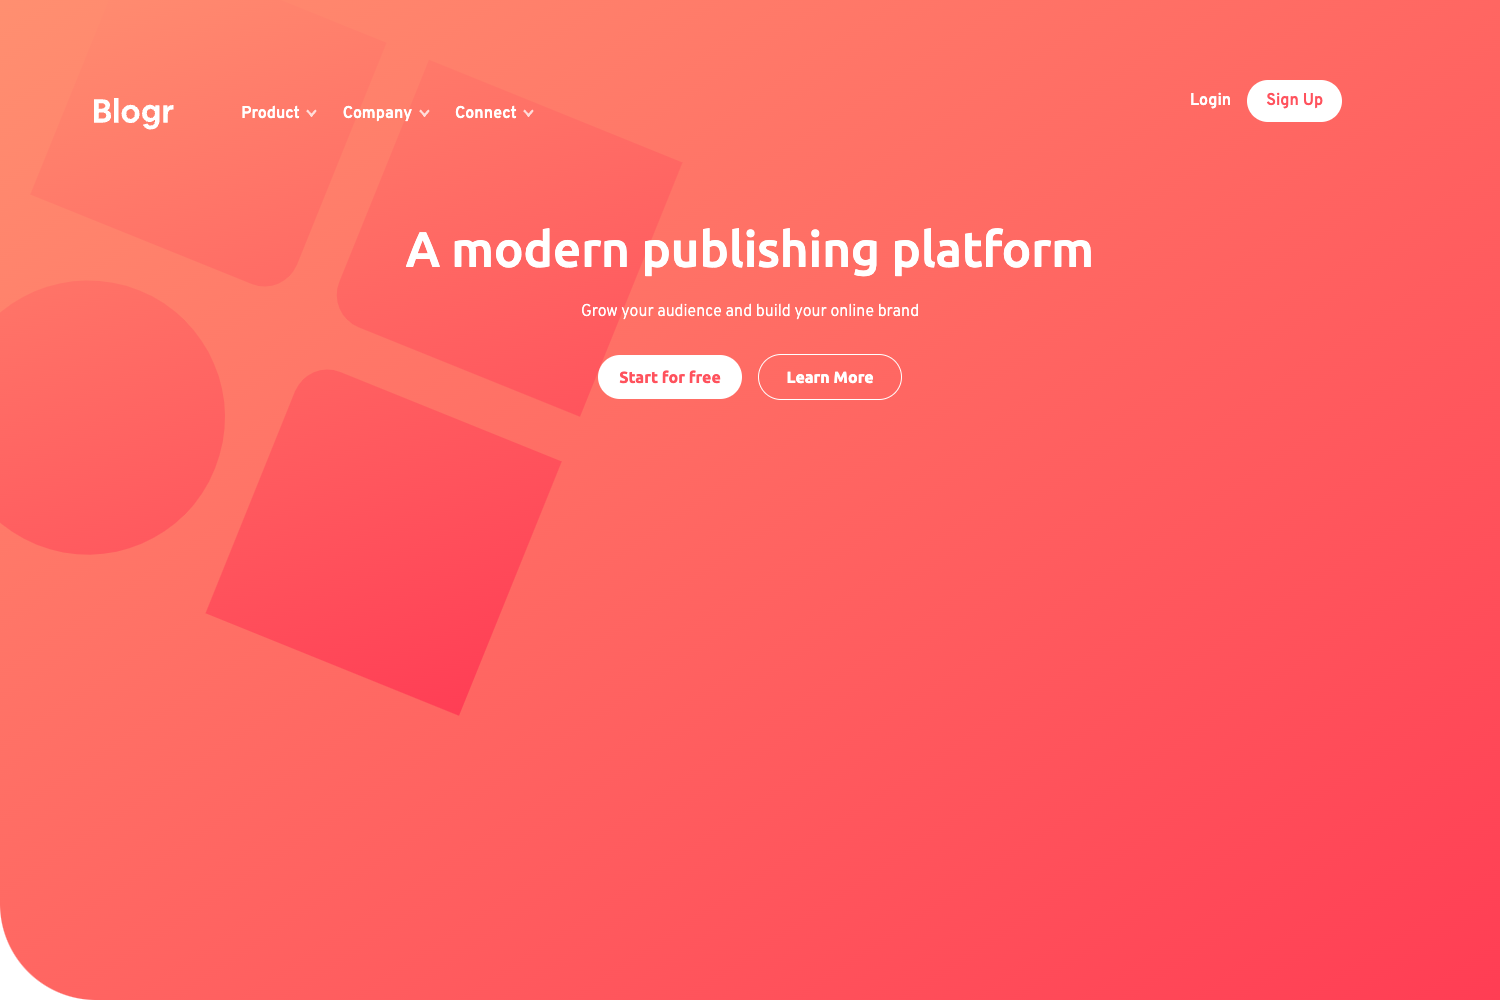 Blogr Product Company Connect Login Sign Up
A modern publishing platform
Grow your audience and build your online brand
Start for free Learn More